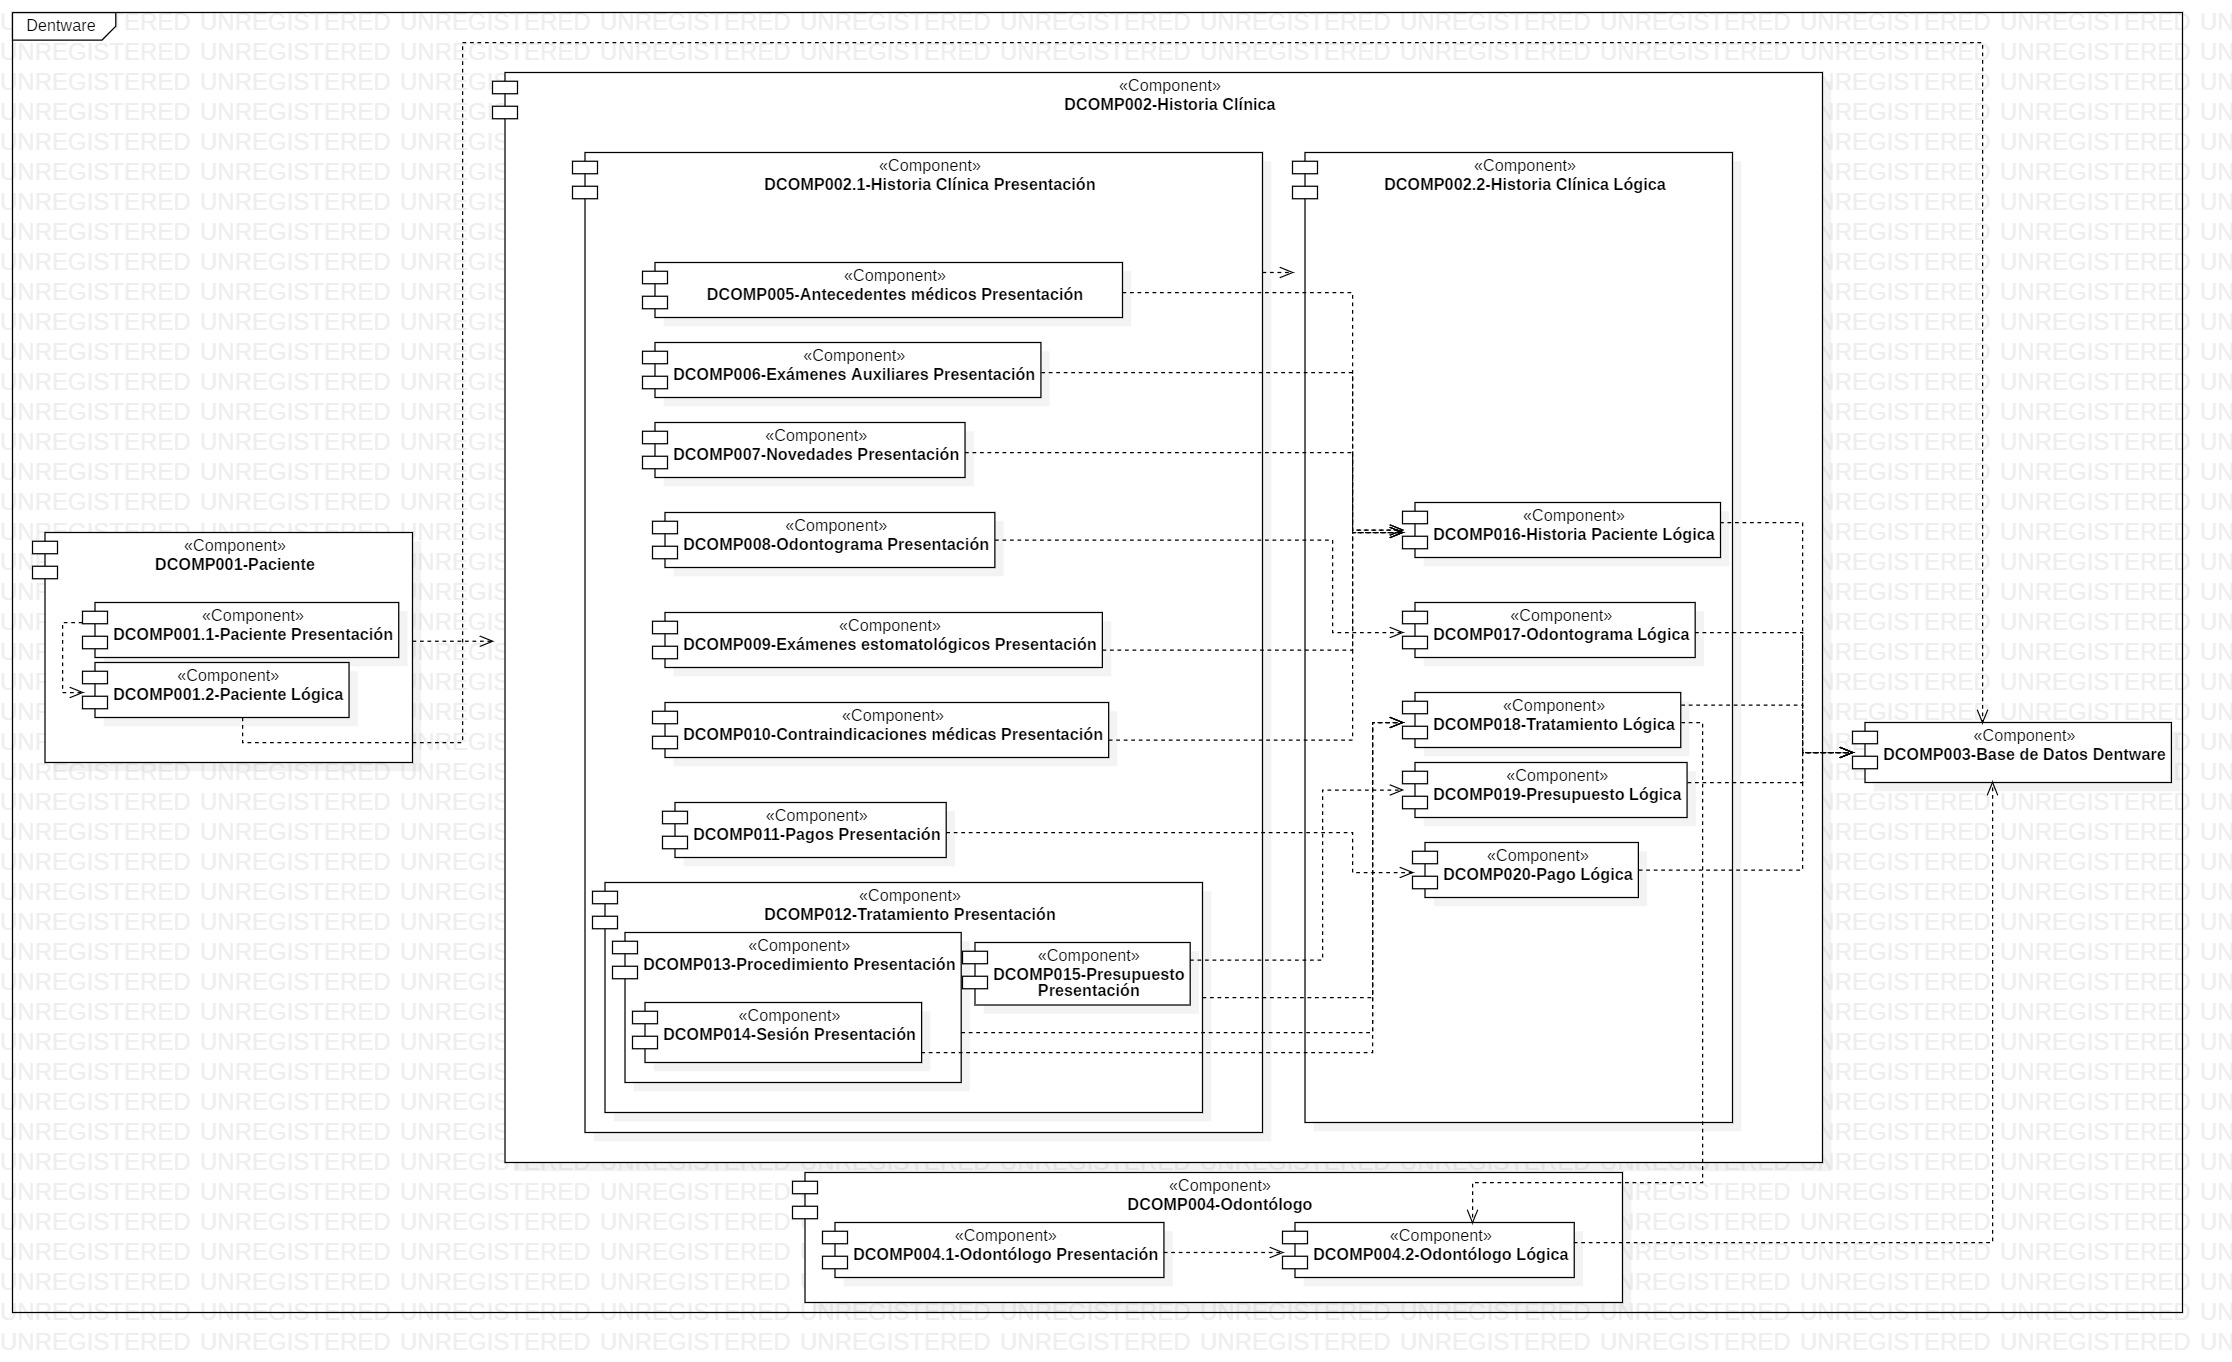 Dentware
«Component»
DCOMP002-Historia Clínica
«Component»
DCOMP002.1-Historia Clínica Presentación
«Component»
DCOMP002.2-Historia Clínica Lógica
«Component»
DCOMP005-Antecedentes médicos Presentación
«Component»
DCOMP006-Exámenes Auxiliares Presentación
«Component»
DCOMP007-Novedades Presentación
«Component»
DCOMP008-Odontograma Presentación
«Component»
DCOMP016-Historia Paciente Lógica
«Component»
DCOMP001-Paciente
«Component»
DCOMP001.1-Paciente Presentación
«Component»
DCOMP001.2-Paciente Lógica
«Component»
DCOMP009-Exámenes estomatológicos Presentación
«Component»
DCOMP017-Odontograma Lógica
«Component»
DCOMP010-Contraindicaciones médicas Presentación
«Component»
DCOMP018-Tratamiento Lógica
«Component»
DCOMP003-Base de Datos Dentware
«Component»
DCOMP019-Presupuesto Lógica
«Component»
DCOMP011-Pagos Presentación
«Component»
DCOMP020-Pago Lógica
«Component»
DCOMP012-Tratamiento Presentación
«Component»
DCOMP013-Procedimiento Presentación
«Component»
DCOMP015-Presupuesto
Presentación
«Component»
DCOMP014-Sesión Presentación
«Component»
DCOMP004-Odontólogo
«Component»
DCOMP004.1-Odontólogo Presentación
«Component»
DCOMP004.2-Odontólogo Lógica
UNREGISTERED